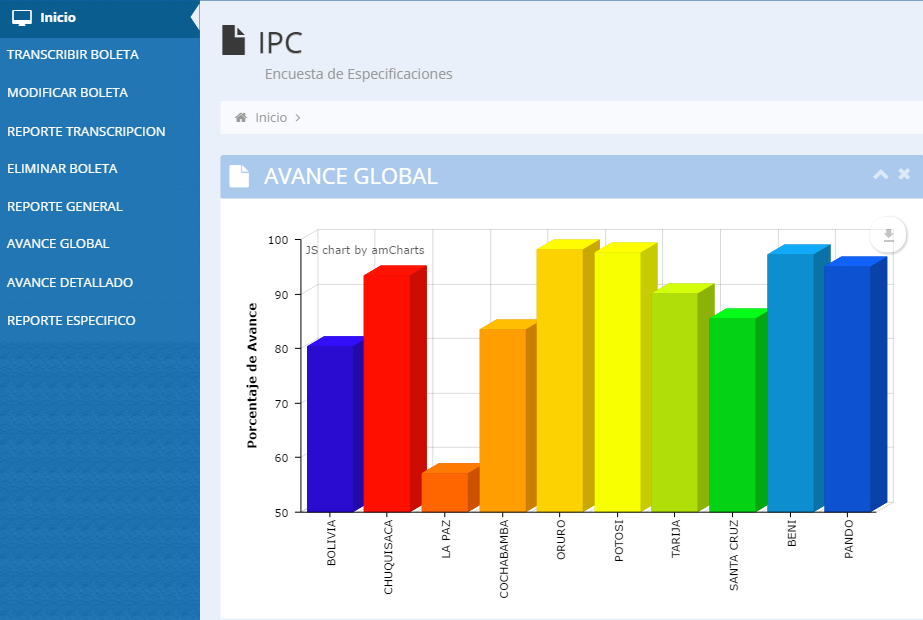 Inicio
TRANSCRIBIR BOLETA
MODIFICAR BOLETA
REPORTE TRANSCRIPCION
ELIMINAR BOLETA
REPORTE GENERAL
AVANCE GLOBAL
AVANCE DETALLADO
REPORTE ESPECIFICO
IPC
Encuesta de Especificaciones
Inicio >
AVANCE GLOBAL
JS chart by amCharts
Porcentaje de Avance
100
90
80
70
60
50
BOLIVIA
CHUQUISACA
LA PAZ
COCHABAMBA
ORURO
POTOSI
TARIJA
SANTA CRUZ
BENI
PANDO